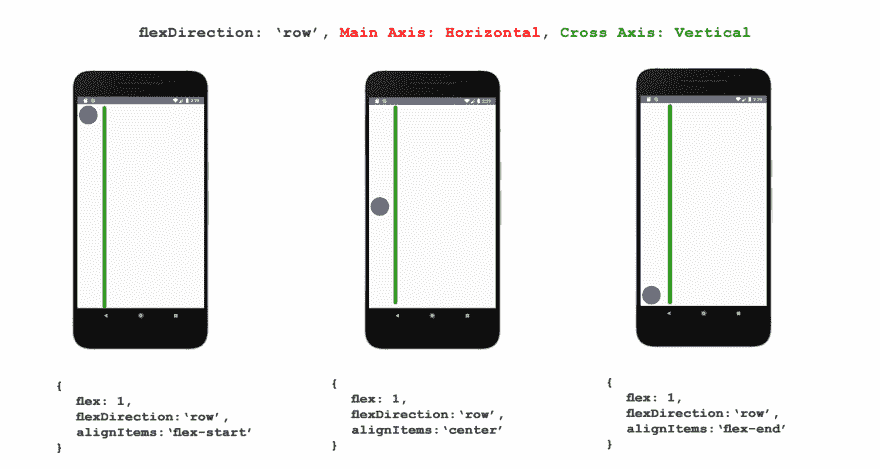 flexDirection: ‘row’, Main Axis: Horizontal, Cross Axis: Vertical
{
flex: 1,
flexDirection:‘row’,
alignItems:‘flex-start’
}
{
flex: 1,
flexDirection:‘row’,
alignItems:‘center’
}
{
flex: 1,
flexDirection:‘row’,
alignItems:‘flex-end’
}